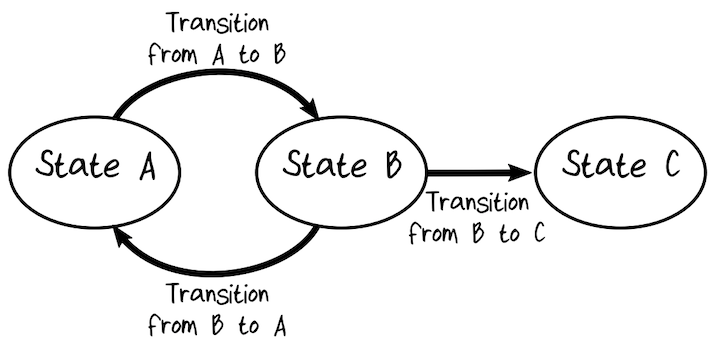 Transition
from A to B
State A
State B
State C
Transition
from B to C
Transition
from B to A